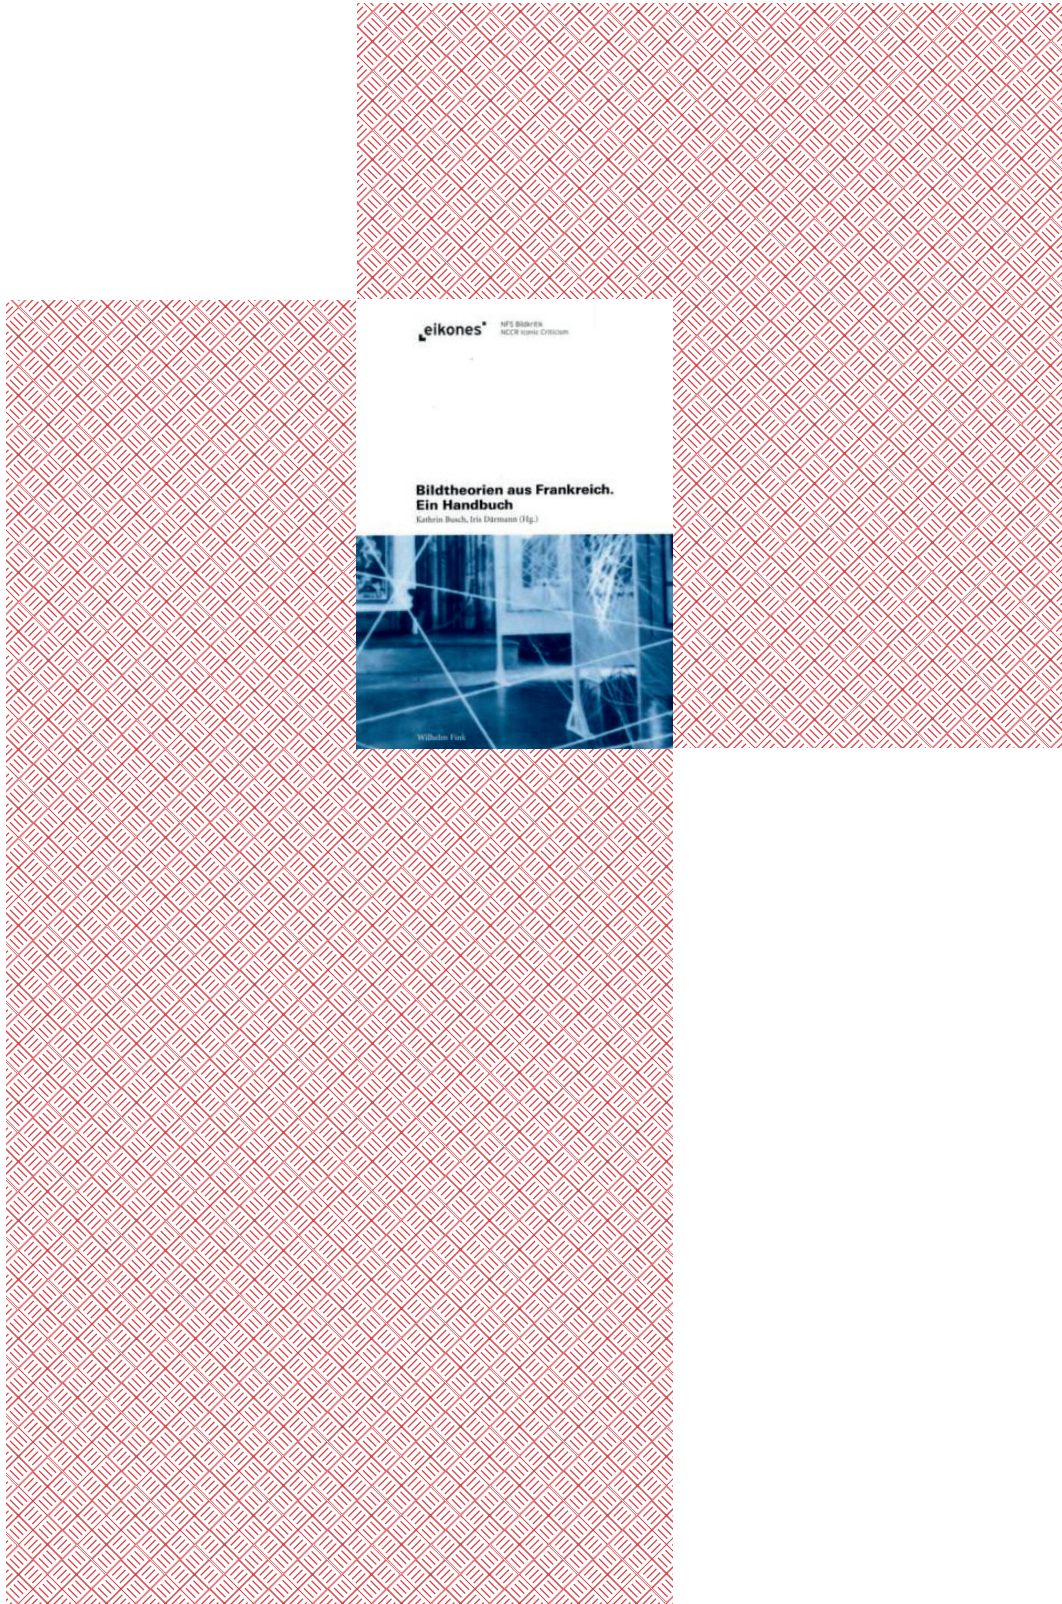 eikones
NFS Bildkritik
NCCR Iconic Criticism
Bildtheorien aus Frankreich.
Ein Handbuch
Kathrin Busch, Iris Därmann (Hg.)
Wilhelm Fink